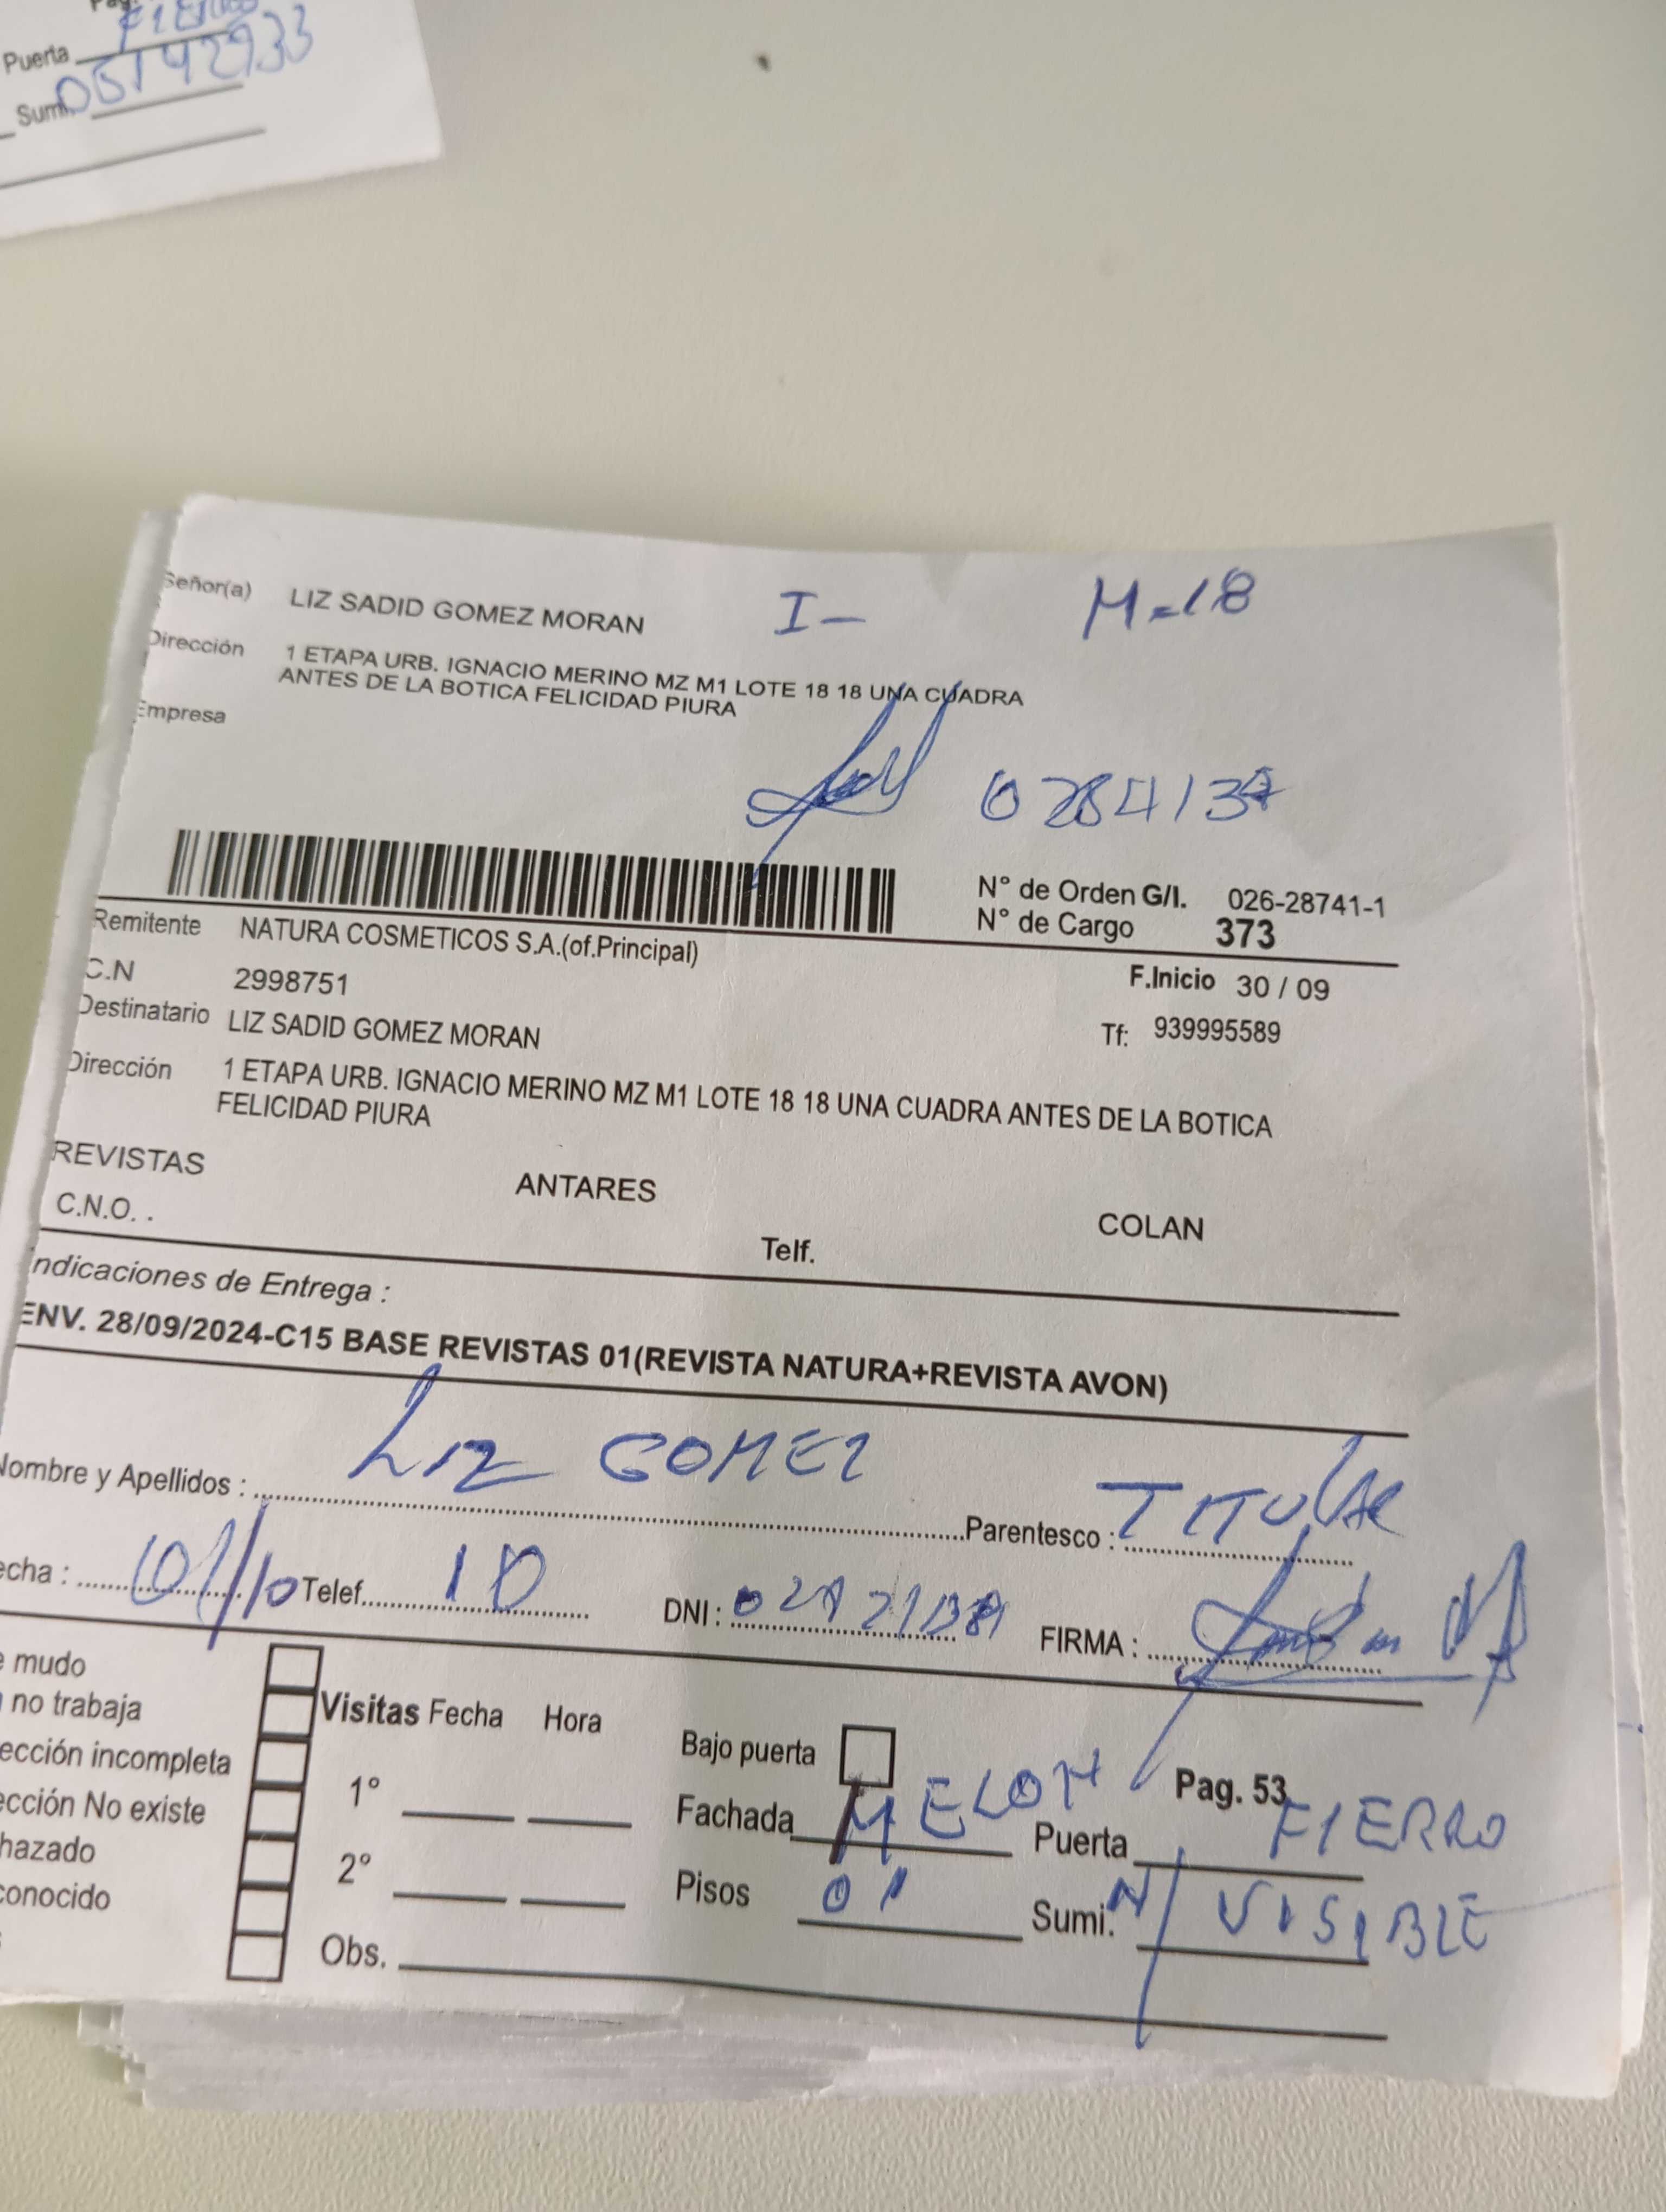 Puerta FIERRO
Sumi. 05142933
Señor(a) LIZ SADID GOMEZ MORAN I- M-18
Dirección 1 ETAPA URB. IGNACIO MERINO MZ M1 LOTE 18 18 UNA CUADRA
ANTES DE LA BOTICA FELICIDAD PIURA
Empresa
N° de Orden G/I. 026-28741-1
N° de Cargo 373
Remitente NATURA COSMETICOS S.A.(of.Principal)
C.N 2998751 F.Inicio 30 / 09
Destinatario LIZ SADID GOMEZ MORAN Tf: 939995589
Dirección 1 ETAPA URB. IGNACIO MERINO MZ M1 LOTE 18 18 UNA CUADRA ANTES DE LA BOTICA
FELICIDAD PIURA
REVISTAS ANTARES COLAN
C.N.O. . Telf.
Indicaciones de Entrega :
ENV. 28/09/2024-C15 BASE REVISTAS 01(REVISTA NATURA+REVISTA AVON)
Nombre y Apellidos : LIZ GOMEZ Parentesco : TITULAR
echa : 01/10 Telef. 10 DNI : FIRMA :
e mudo
no trabaja Visitas Fecha Hora Bajo puerta
ección incompleta 1° Fachada MELON Pag. 53
ección No existe Puerta FIERRO
hazado 2° Pisos 01 Sumi. N/ VISIBLE
conocido
Obs.